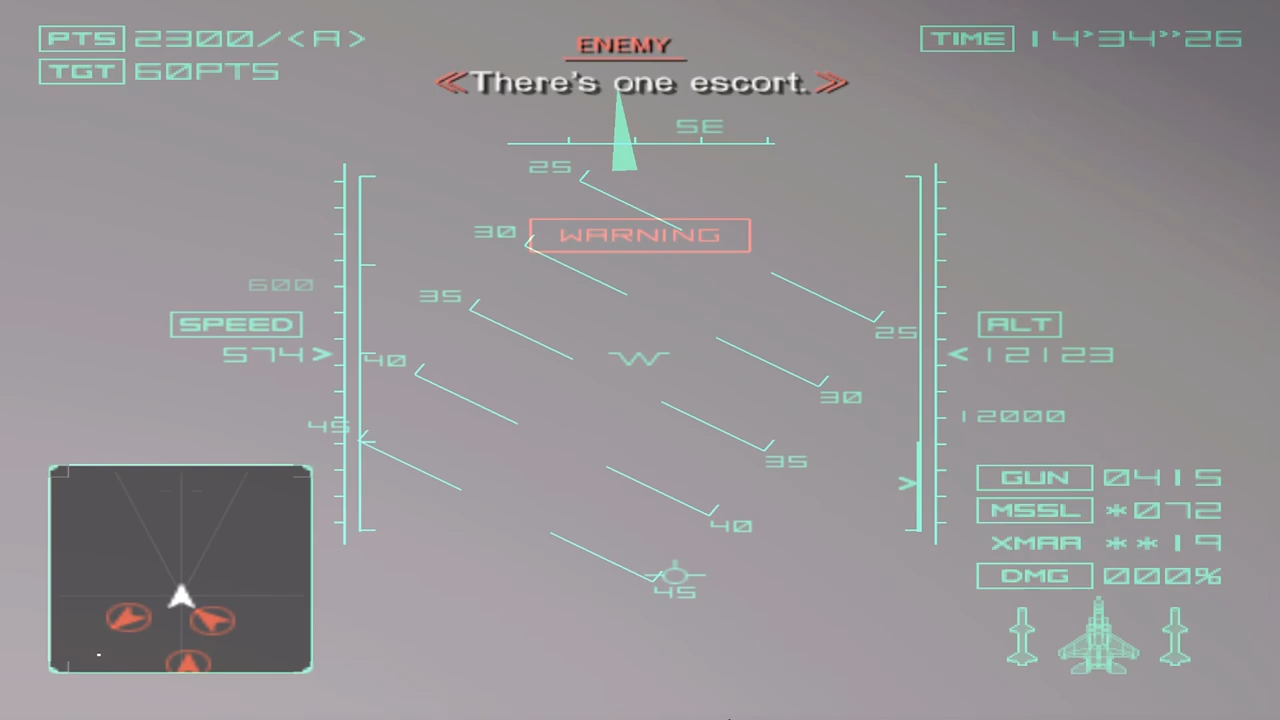 PTS 2300/<A>
TGT 60PTS
ENEMY
<<There's one escort.>>
TIME 14'34"26
SE
25
30
WARNING
35
25
600
SPEED
574>
40
ALT
<12123
30
12000
45
35
GUN 0415
MSSL *072
40
XMAA **19
DMG 000%
45